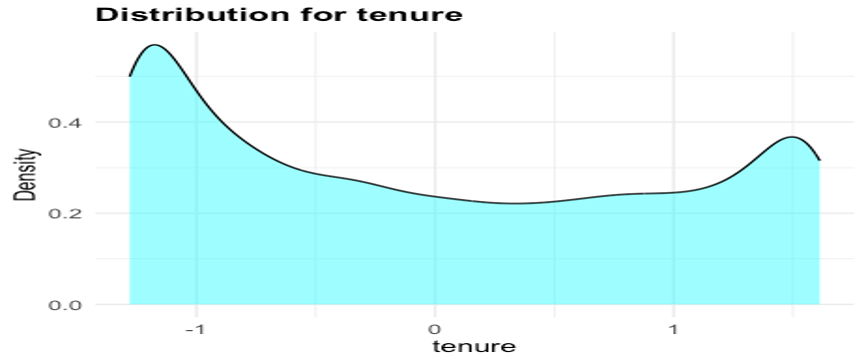 Distribution for tenure
Density
0.4
0.2
0.0
-1 0 1
tenure